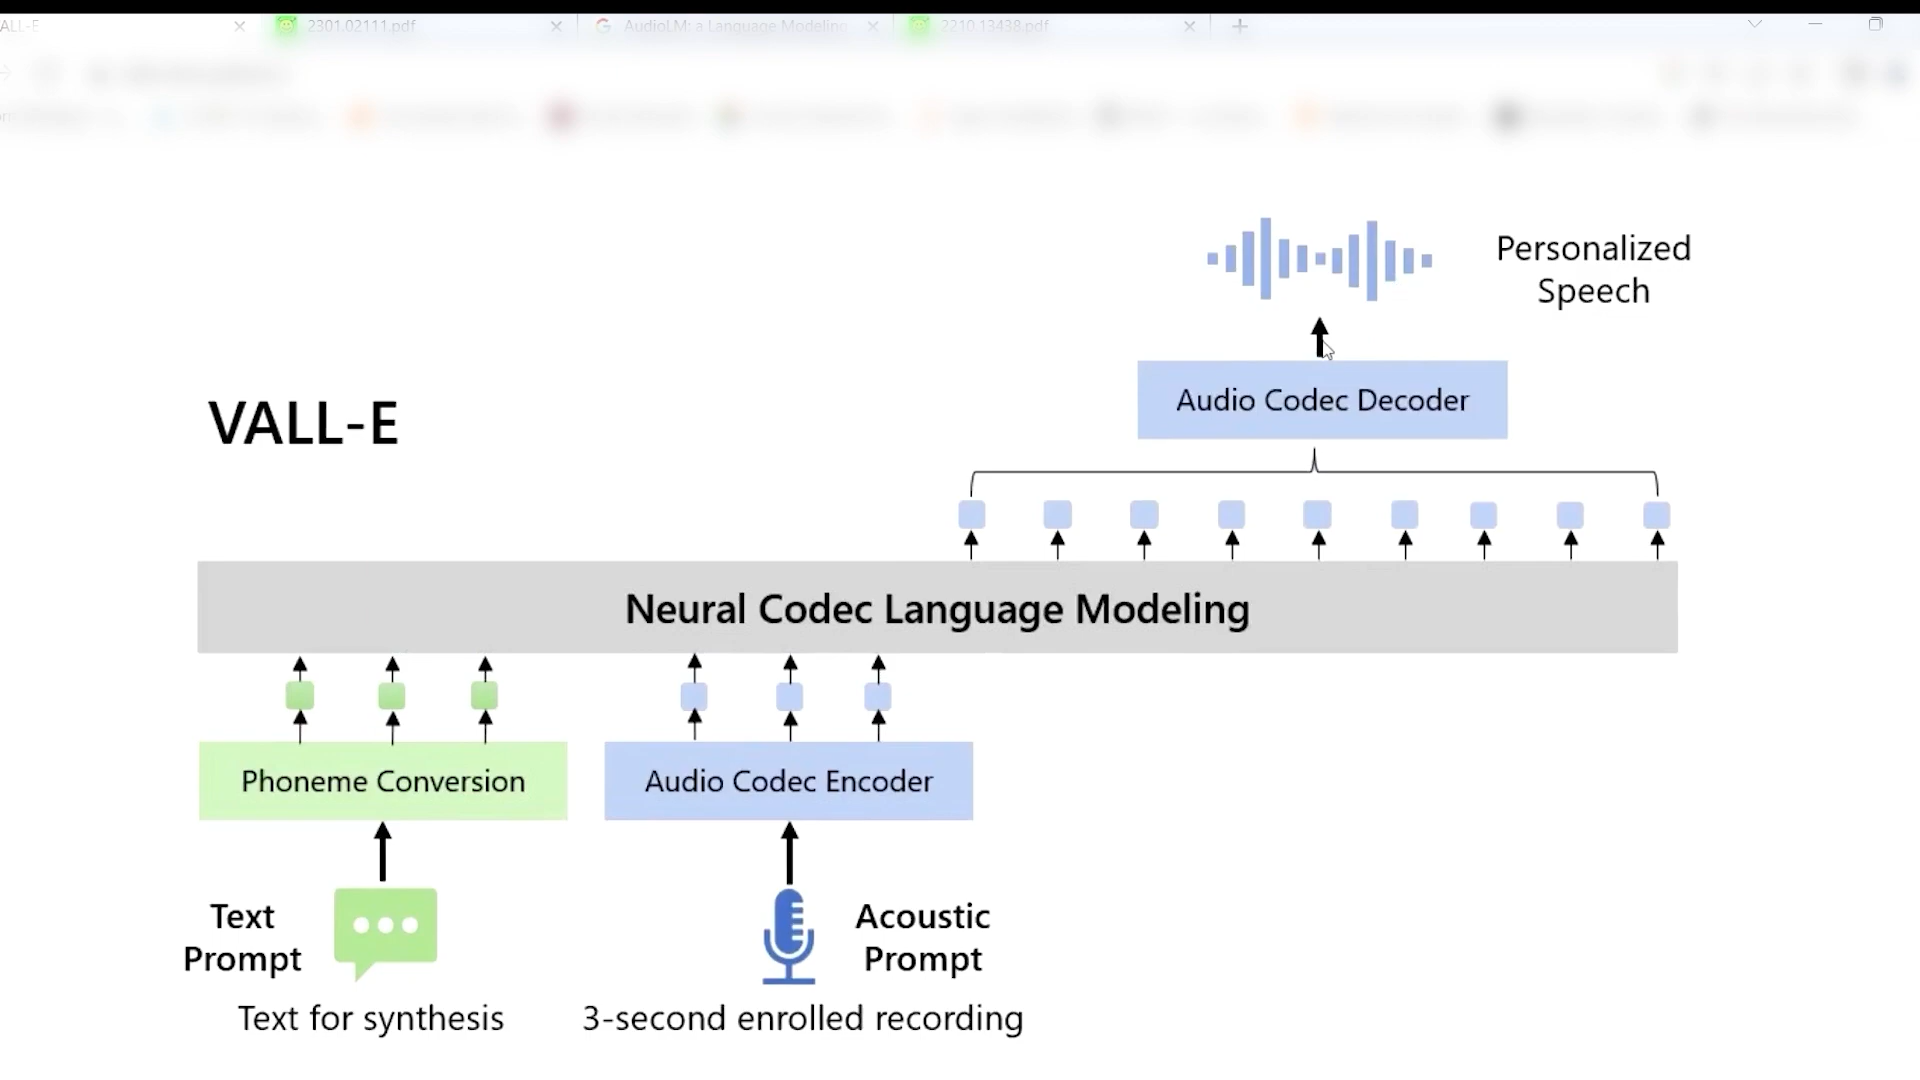 ALL-E
2301.02111.pdf
AudioLM: a Language Modeling
2210.13438.pdf
Personalized
Speech
Audio Codec Decoder
VALL-E
Neural Codec Language Modeling
Phoneme Conversion
Audio Codec Encoder
Text
Prompt
Acoustic
Prompt
Text for synthesis
3-second enrolled recording